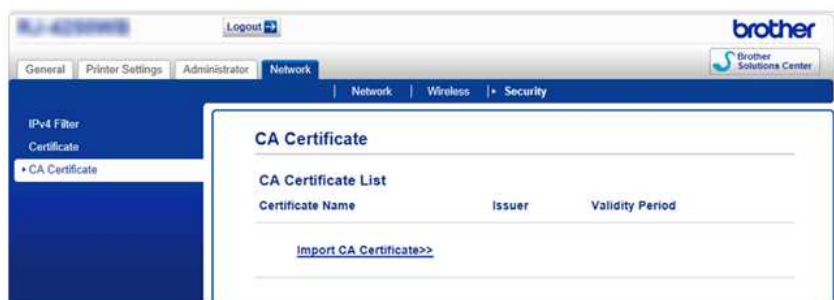 Logout
brother
General Printer Settings Administrator Network
Brother Solutions Center
Network | Wireless | Security
IPv4 Filter
Certificate
CA Certificate
CA Certificate
CA Certificate List
Certificate Name Issuer Validity Period
Import CA Certificate>>